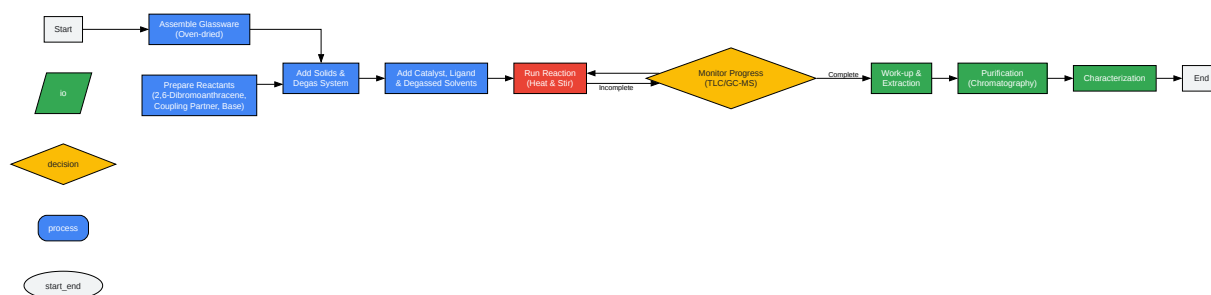 Start
Assemble Glassware
(Oven-dried)
Prepare Reactants
(2,6-Dibromoanthracene,
Coupling Partner, Base)
Add Solids &
Degas System
Add Catalyst, Ligand
& Degassed Solvents
Run Reaction
(Heat & Stir)
Incomplete
Monitor Progress
(TLC/GC-MS)
Complete
Work-up &
Extraction
Purification
(Chromatography)
Characterization
End
io
decision
process
start_end